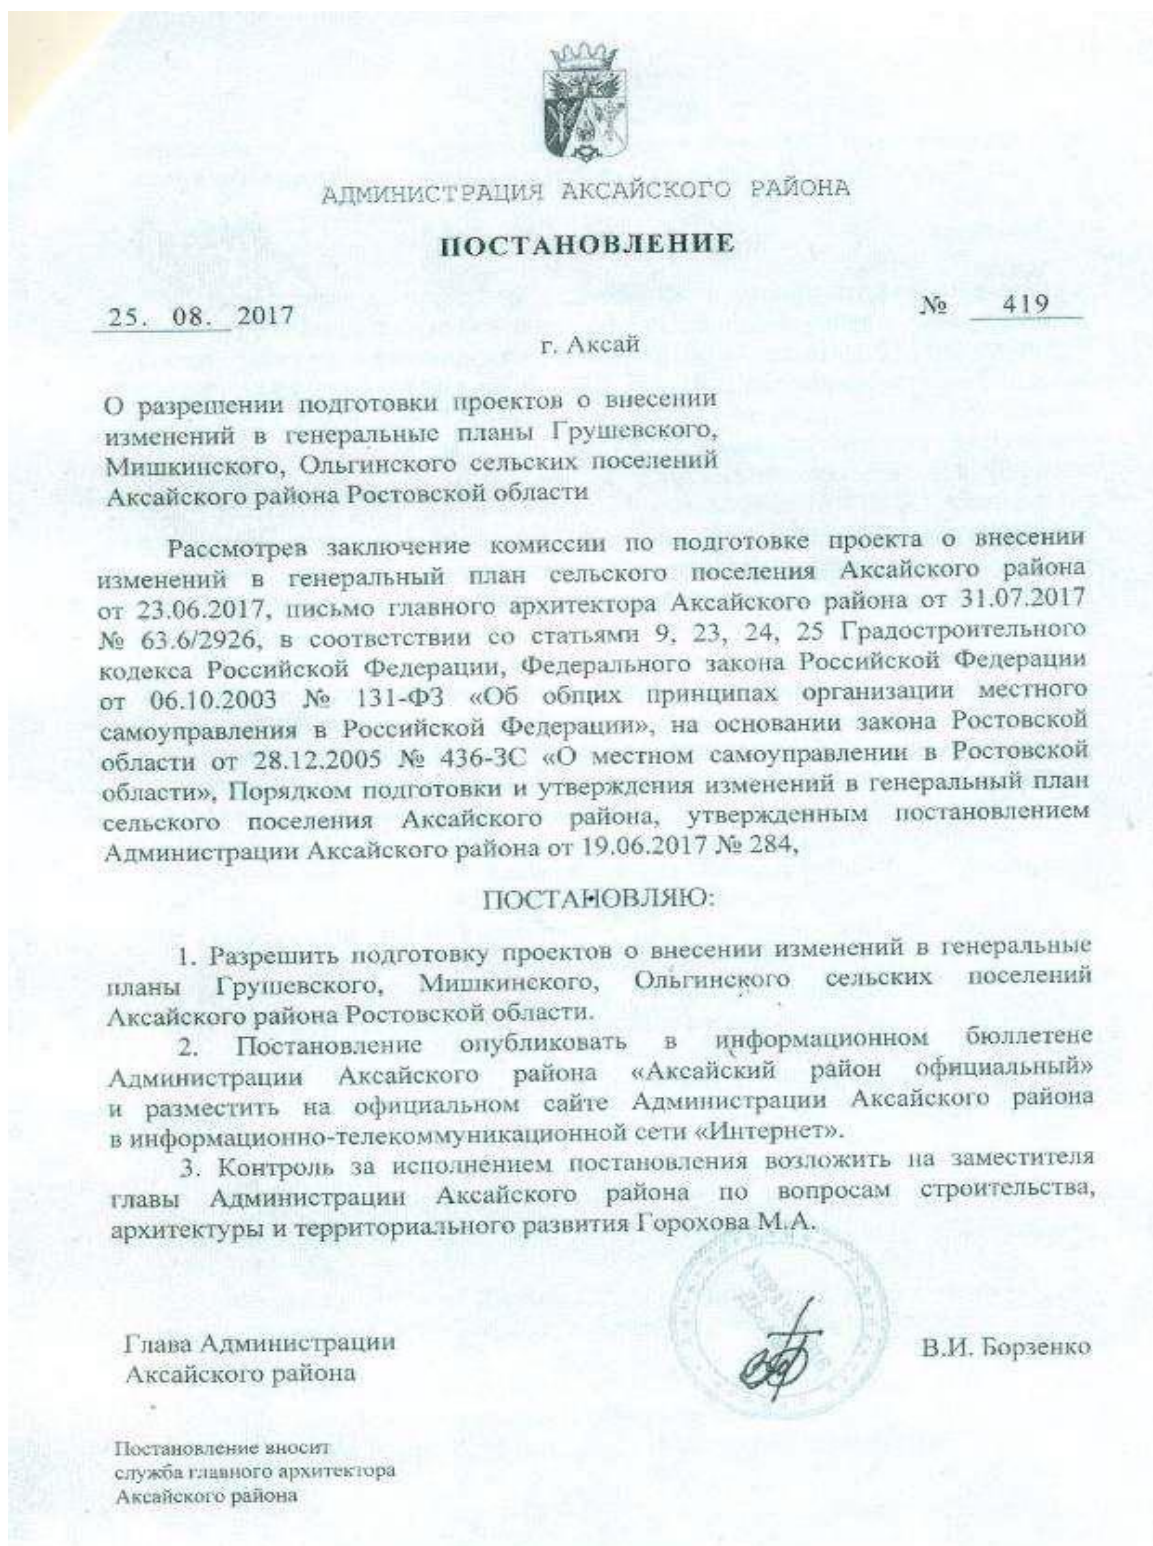 АДМИНИСТРАЦИЯ АКСАЙСКОГО РАЙОНА
ПОСТАНОВЛЕНИЕ
25. 08. 2017 № 419
г. Аксай
О разрешении подготовки проектов о внесении
изменений в генеральные планы Грушевского,
Мишкинского, Ольгинского сельских поселений
Аксайского района Ростовской области
Рассмотрев заключение комиссии по подготовке проекта о внесении
изменений в генеральный план сельского поселения Аксайского района
от 23.06.2017, письмо главного архитектора Аксайского района от 31.07.2017
№ 63.6/2926, в соответствии со статьями 9, 23, 24, 25 Градостроительного
кодекса Российской Федерации, Федерального закона Российской Федерации
от 06.10.2003 № 131-ФЗ «Об общих принципах организации местного
самоуправления в Российской Федерации», на основании закона Ростовской
области от 28.12.2005 № 436-ЗС «О местном самоуправлении в Ростовской
области», Порядком подготовки и утверждения изменений в генеральный план
сельского поселения Аксайского района, утвержденным постановлением
Администрации Аксайского района от 19.06.2017 № 284,
ПОСТАНОВЛЯЮ:
1. Разрешить подготовку проектов о внесении изменений в генеральные
планы Грушевского, Мишкинского, Ольгинского сельских поселений
Аксайского района Ростовской области.
2. Постановление опубликовать в информационном бюллетене
Администрации Аксайского района «Аксайский район официальный»
и разместить на официальном сайте Администрации Аксайского района
в информационно-телекоммуникационной сети «Интернет».
3. Контроль за исполнением постановления возложить на заместителя
главы Администрации Аксайского района по вопросам строительства,
архитектуры и территориального развития Горохова М.А.
Глава Администрации
Аксайского района В.И. Борзенко
Постановление вносит
служба главного архитектора
Аксайского района